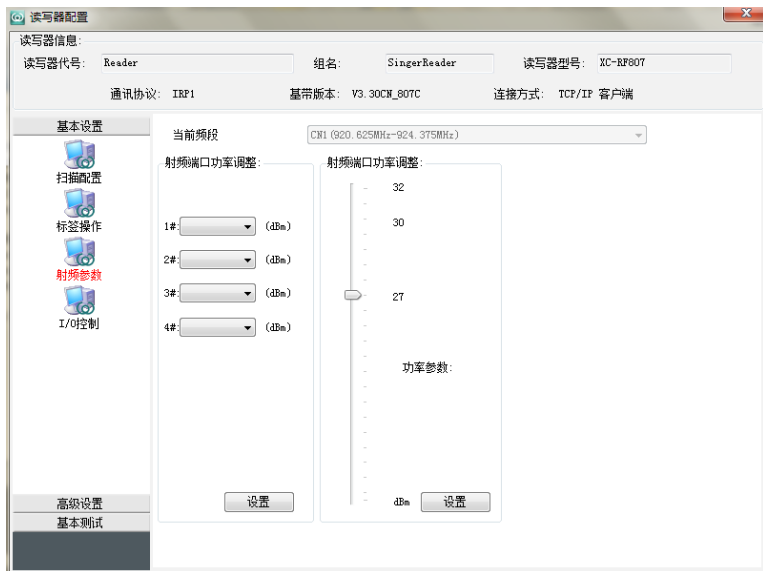 读写器配置
读写器信息:
读写器代号: Reader 组名: SingerReader 读写器型号: XC-RF807
通讯协议: IRP1 基带版本: V3.30CN_807C 连接方式: TCP/IP 客户端
基本设置
扫描配置
标签操作
射频参数
I/O控制
高级设置
基本测试
当前频段 CN1(920.625MHz-924.375MHz)
射频端口功率调整:
1#: (dBm)
2#: (dBm)
3#: (dBm)
4#: (dBm)
设置
射频端口功率调整:
32
30
27
功率参数:
dBm 设置